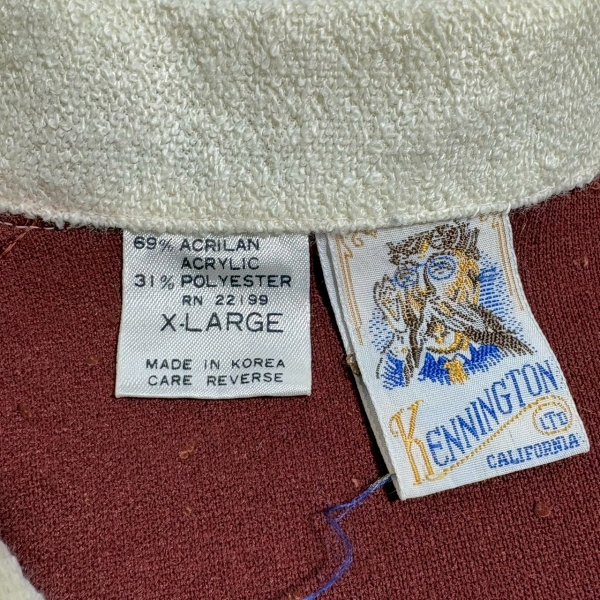 69% ACRILAN
ACRYLIC
31% POLYESTER
RN 22199
X-LARGE
MADE IN KOREA
CARE REVERSE
KENNINGTON
LTD
CALIFORNIA